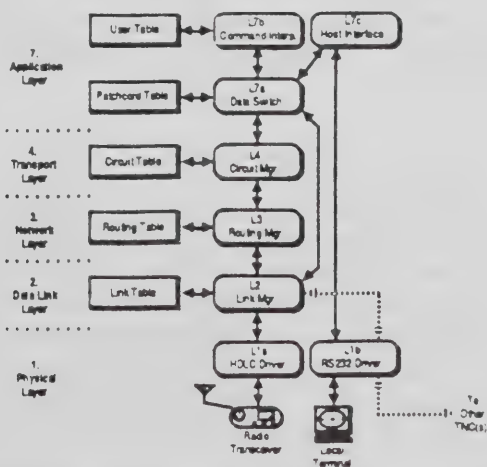 7.
Application
Layer
User Table
L7b
Command Interp.
L7c
Host Interface
Patchcord Table
L7a
Data Switch
4.
Transport
Layer
Circuit Table
L4
Circuit Mgr
3.
Network
Layer
Routing Table
L3
Routing Mgr
2.
Data Link
Layer
Link Table
L2
Link Mgr
1.
Physical
Layer
L1a
HDLC Driver
L1b
RS232 Driver
Radio
Transceiver
Local
Terminal
To
Other
TNC(s)